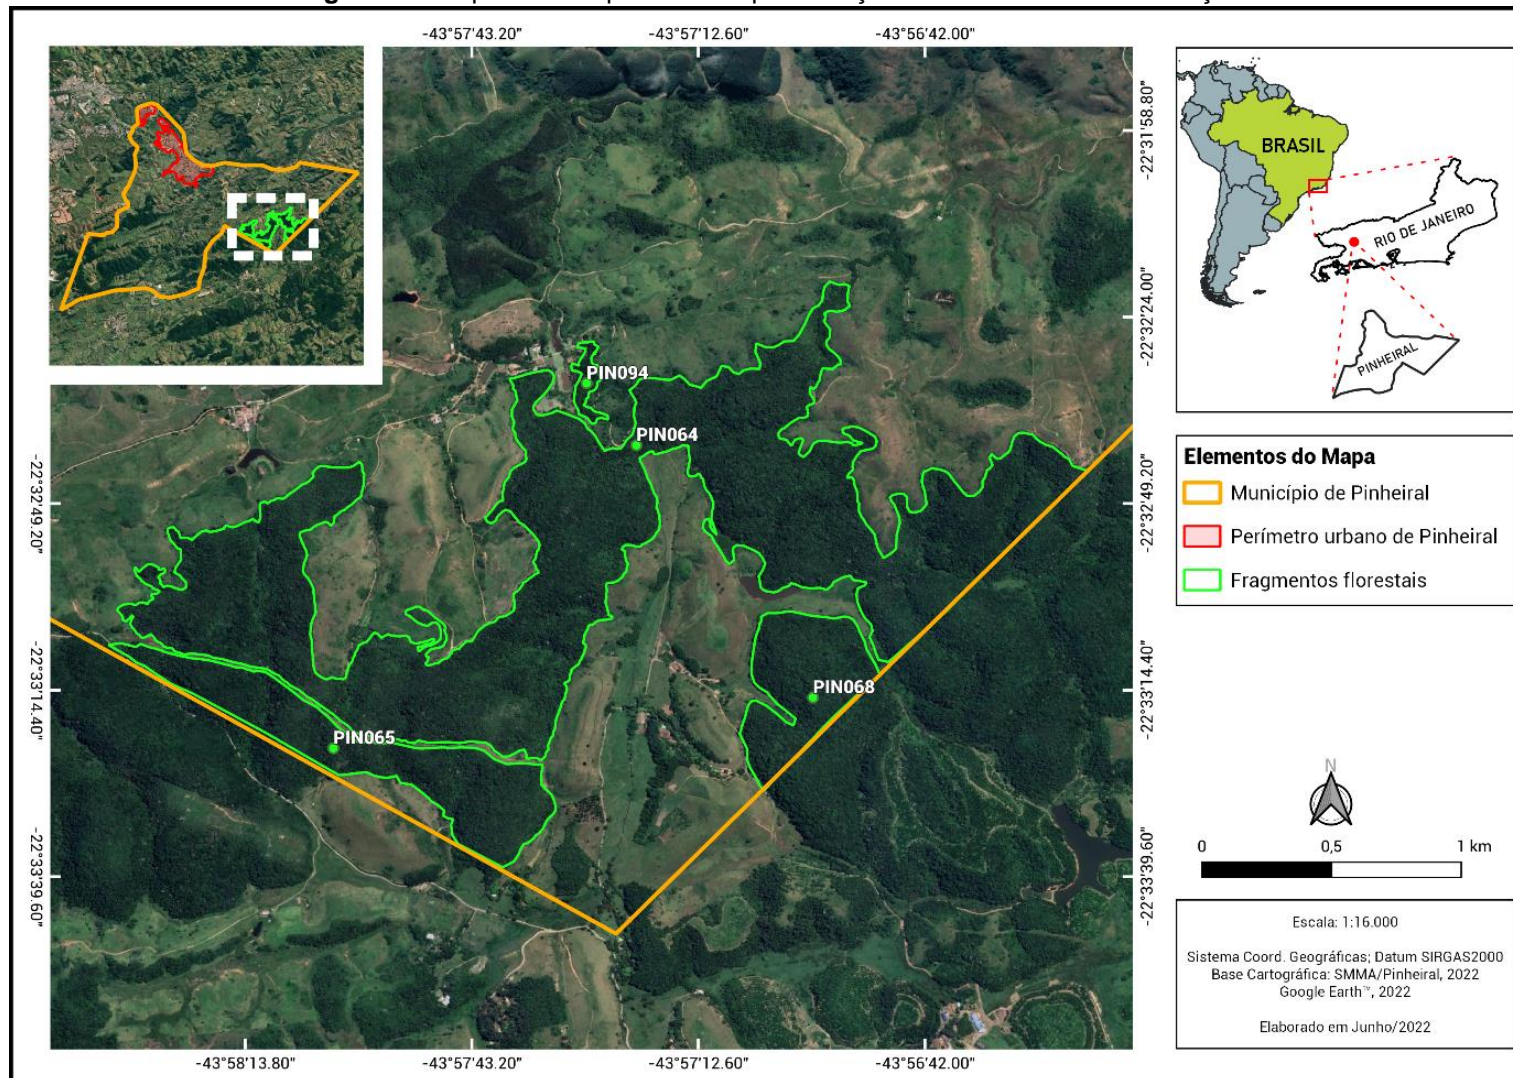 -43°57'43.20" -43°57'12.60" -43°56'42.00"
-22°31'58.80"
-22°32'24.00"
-22°32'49.20"
-22°33'14.40"
-22°33'39.60"
-22°32'49.20"
-22°33'14.40"
-22°33'39.60"
PIN094
PIN064
PIN068
PIN065
-43°58'13.80" -43°57'43.20" -43°57'12.60" -43°56'42.00"
BRASIL
RIO DE JANEIRO
PINHEIRAL
Elementos do Mapa
Município de Pinheiral
Perímetro urbano de Pinheiral
Fragmentos florestais
N
0 0,5 1 km
Escala: 1:16.000
Sistema Coord. Geográficas; Datum SIRGAS2000
Base Cartográfica: SMMA/Pinheiral, 2022
Google Earth™, 2022
Elaborado em Junho/2022